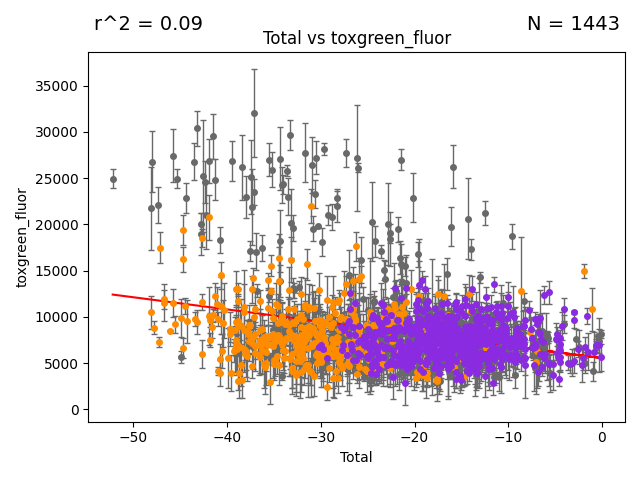 r^2 = 0.09 N = 1443
Total vs toxgreen_fluor
toxgreen_fluor
35000
30000
25000
20000
15000
10000
5000
0
−50 −40 −30 −20 −10 0
Total